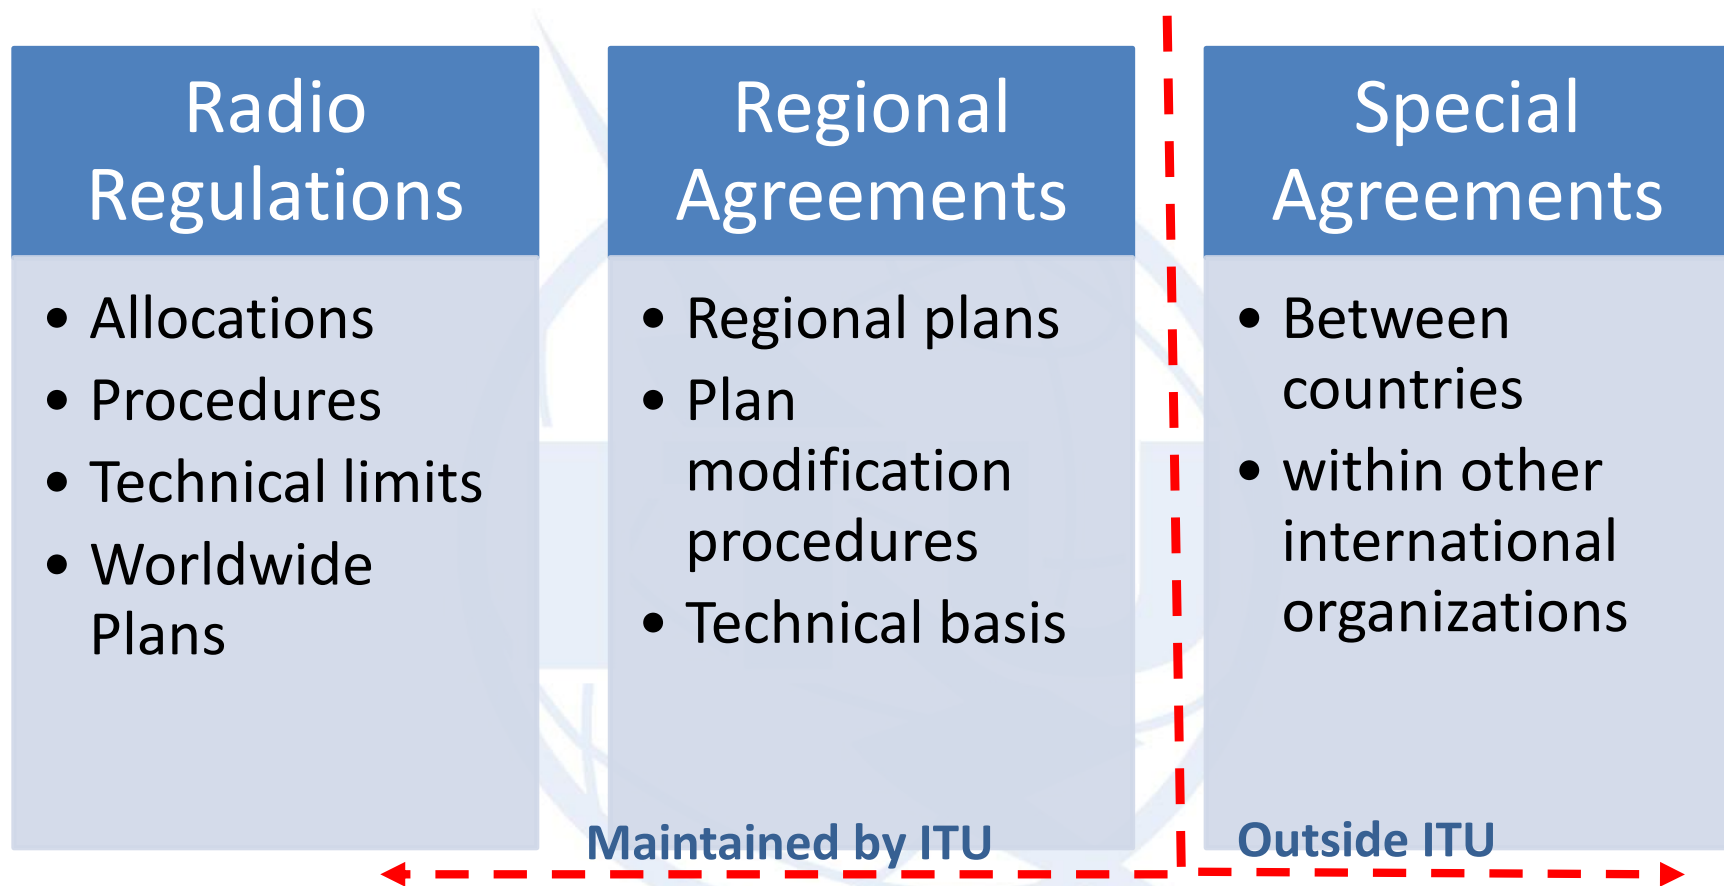 Radio
Regulations
• Allocations
• Procedures
• Technical limits
• Worldwide
Plans
Regional
Agreements
• Regional plans
• Plan
modification
procedures
• Technical basis
Special
Agreements
• Between
countries
• within other
international
organizations
Maintained by ITU
Outside ITU